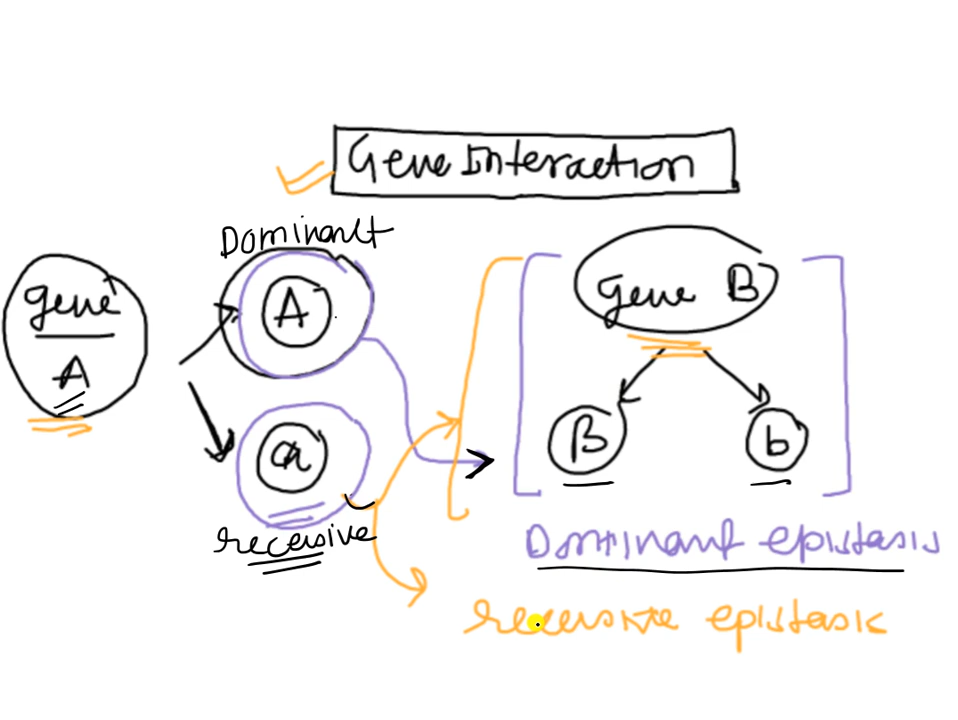 Gene Interaction
Dominant
gene
A
A
a
recessive
gene B
B
b
Dominant epistasis
recessive epistasis